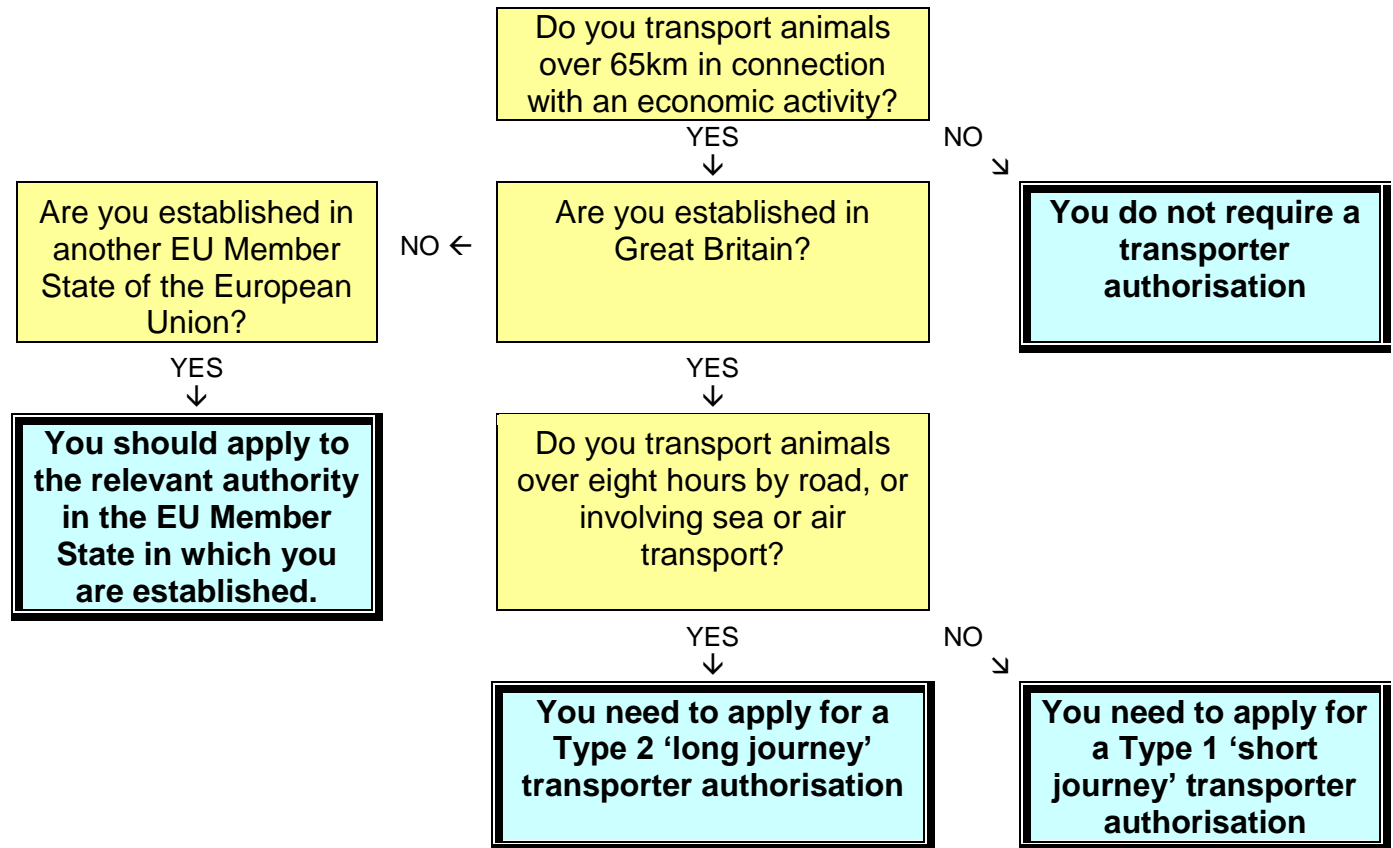 Do you transport animals
over 65km in connection
with an economic activity?
YES
NO
↓
↘
Are you established in
another EU Member
State of the European
Union?
NO ←
Are you established in
Great Britain?
You do not require a
transporter
authorisation
YES
↓
YES
↓
You should apply to
the relevant authority
in the EU Member
State in which you
are established.
Do you transport animals
over eight hours by road, or
involving sea or air
transport?
YES
NO
↓
↘
You need to apply for a
Type 2 ‘long journey’
transporter authorisation
You need to apply for
a Type 1 ‘short
journey’ transporter
authorisation